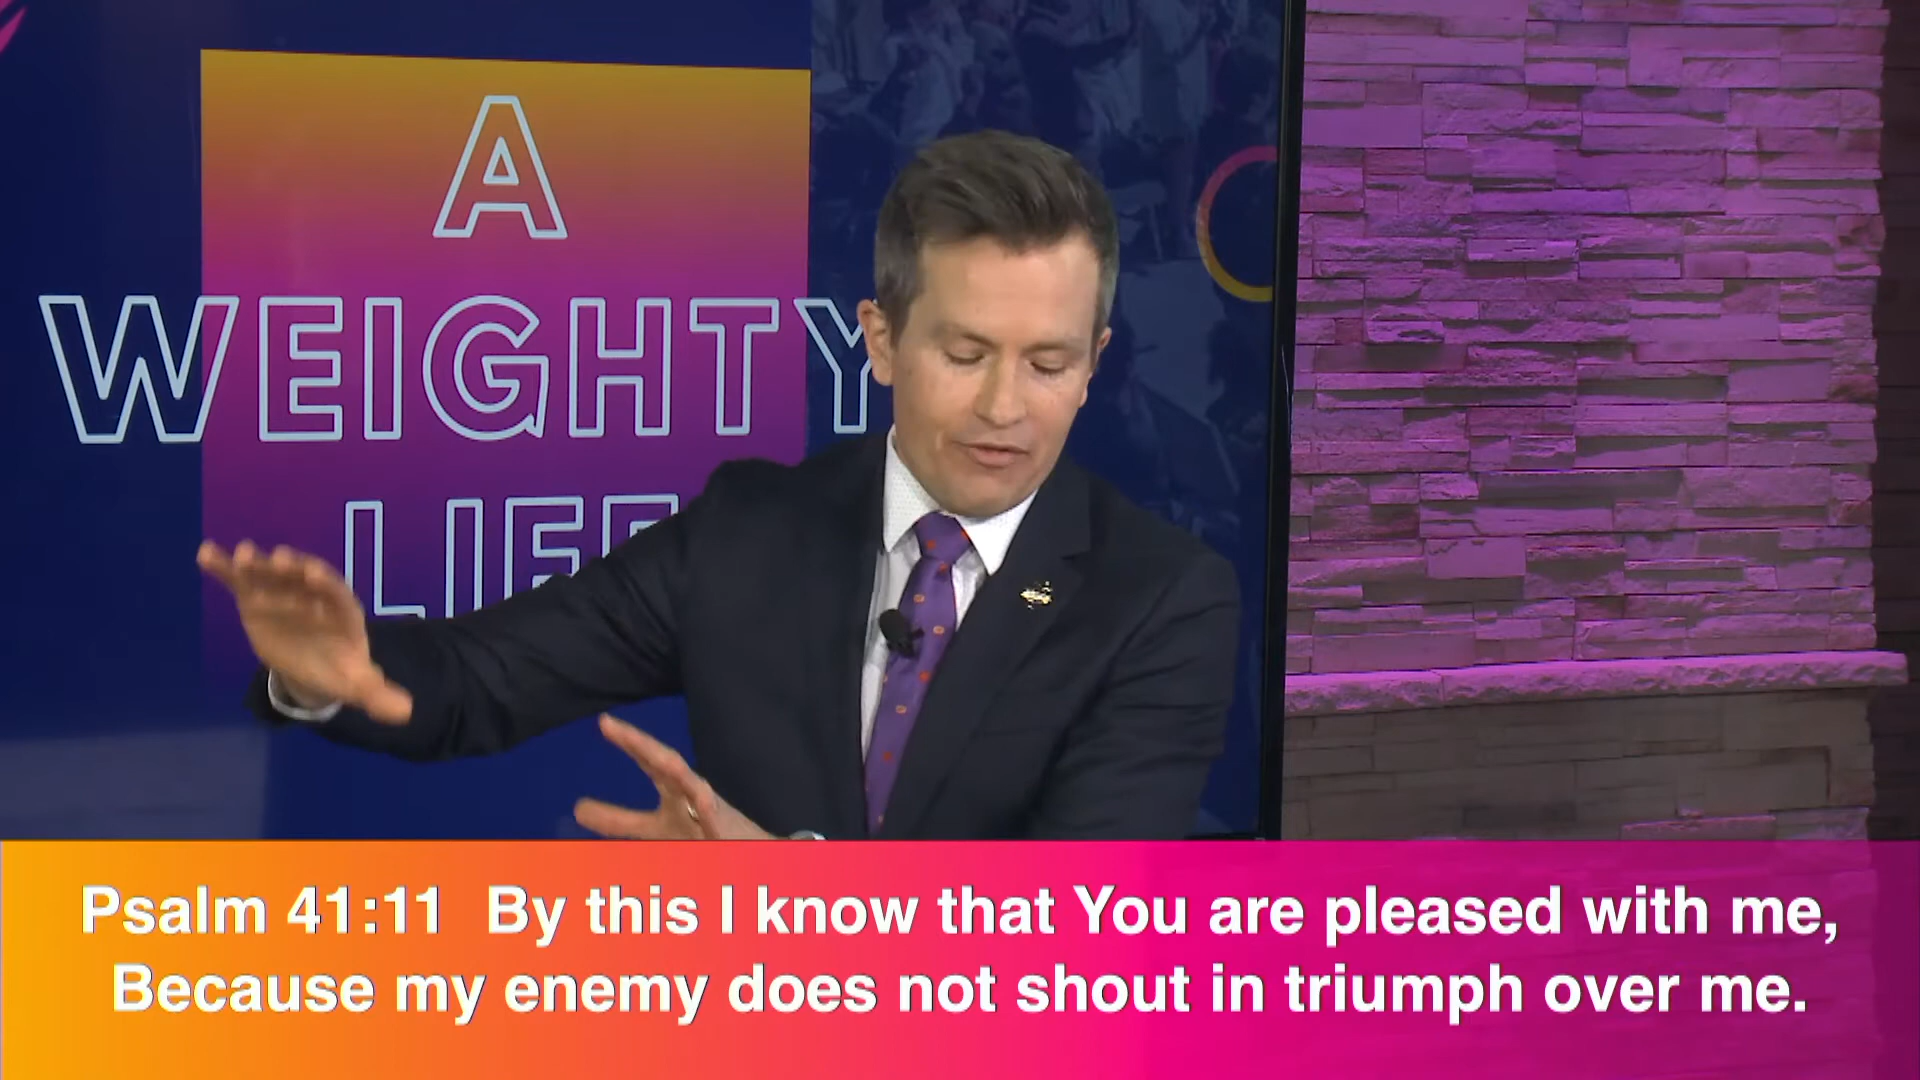 A
WEIGHTY
LIFE
Psalm 41:11 By this I know that You are pleased with me,
Because my enemy does not shout in triumph over me.